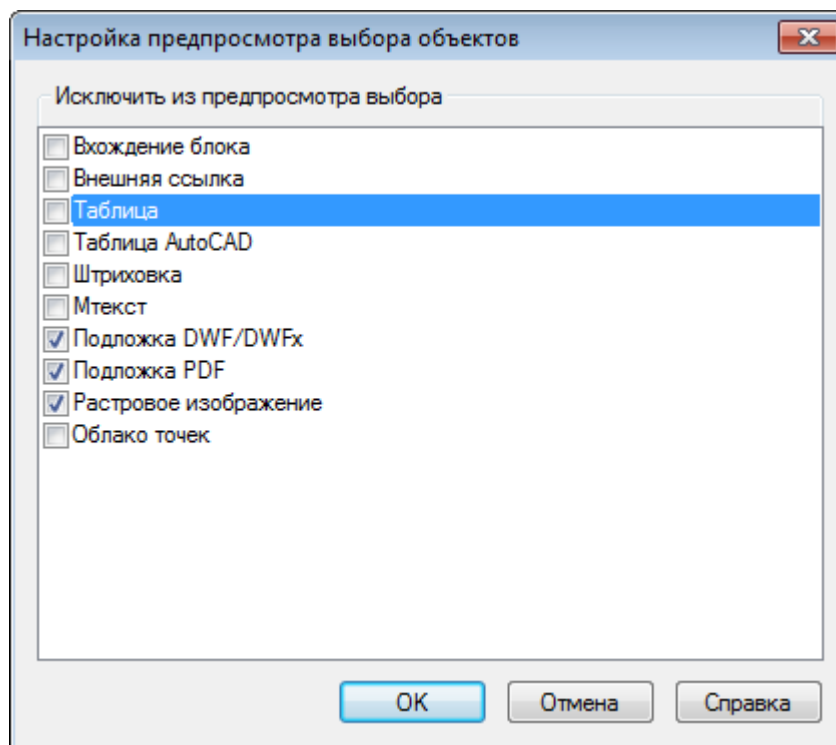 Настройка предпросмотра выбора объектов
Исключить из предпросмотра выбора
Вхождение блока
Внешняя ссылка
Таблица
Таблица AutoCAD
Штриховка
Мтекст
Подложка DWF/DWFx
Подложка PDF
Растровое изображение
Облако точек
OK Отмена Справка